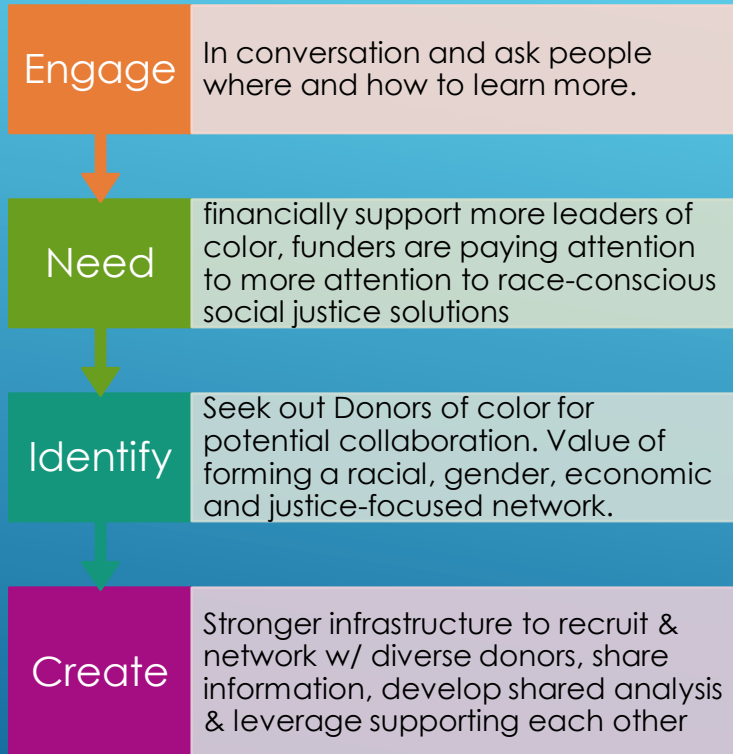 Engage
In conversation and ask people
where and how to learn more.
Need
financially support more leaders of
color, funders are paying attention
to more attention to race-conscious
social justice solutions
Identify
Seek out Donors of color for
potential collaboration. Value of
forming a racial, gender, economic
and justice-focused network.
Create
Stronger infrastructure to recruit &
network w/ diverse donors, share
information, develop shared analysis
& leverage supporting each other